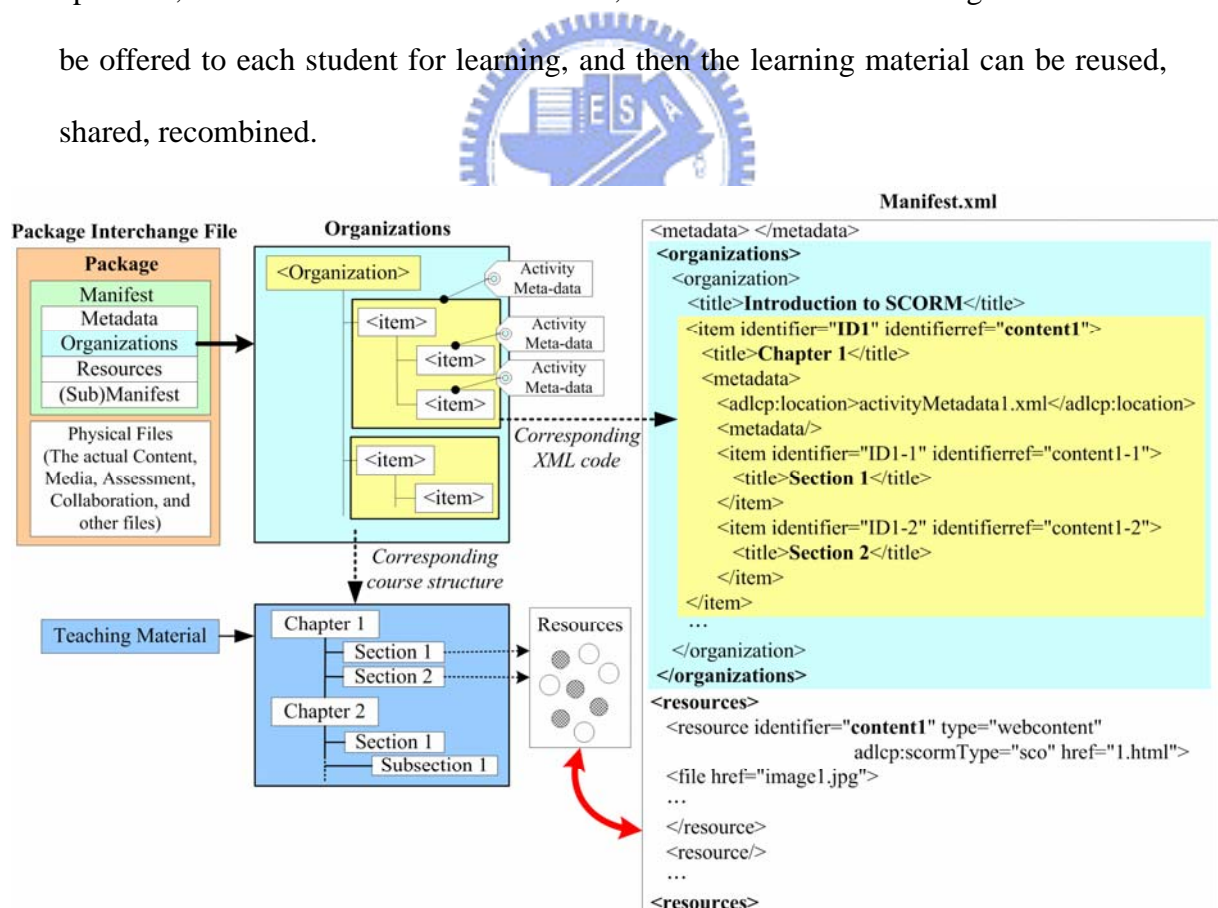 be offered to each student for learning, and then the learning material can be reused,
shared, recombined.
E S A
Package Interchange File
Package
Manifest
Metadata
Organizations
Resources
(Sub)Manifest
Physical Files
(The actual Content,
Media, Assessment,
Collaboration, and
other files)
Organizations
<Organization>
<item>
<item>
<item>
<item>
<item>
Activity
Meta-data
Activity
Meta-data
Activity
Meta-data
Corresponding
XML code
Corresponding
course structure
Teaching Material
Chapter 1
Section 1
Section 2
Chapter 2
Section 1
Subsection 1
Resources
Manifest.xml
<metadata> </metadata>
<organizations>
<organization>
<title>Introduction to SCORM</title>
<item identifier="ID1" identifierref="content1">
<title>Chapter 1</title>
<metadata>
<adlcp:location>activityMetadata1.xml</adlcp:location>
<metadata/>
<item identifier="ID1-1" identifierref="content1-1">
<title>Section 1</title>
</item>
<item identifier="ID1-2" identifierref="content1-2">
<title>Section 2</title>
</item>
</item>
...
</organization>
</organizations>
<resources>
<resource identifier="content1" type="webcontent"
adlcp:scormType="sco" href="1.html">
<file href="image1.jpg">
...
</resource>
<resource/>
...
<resources>